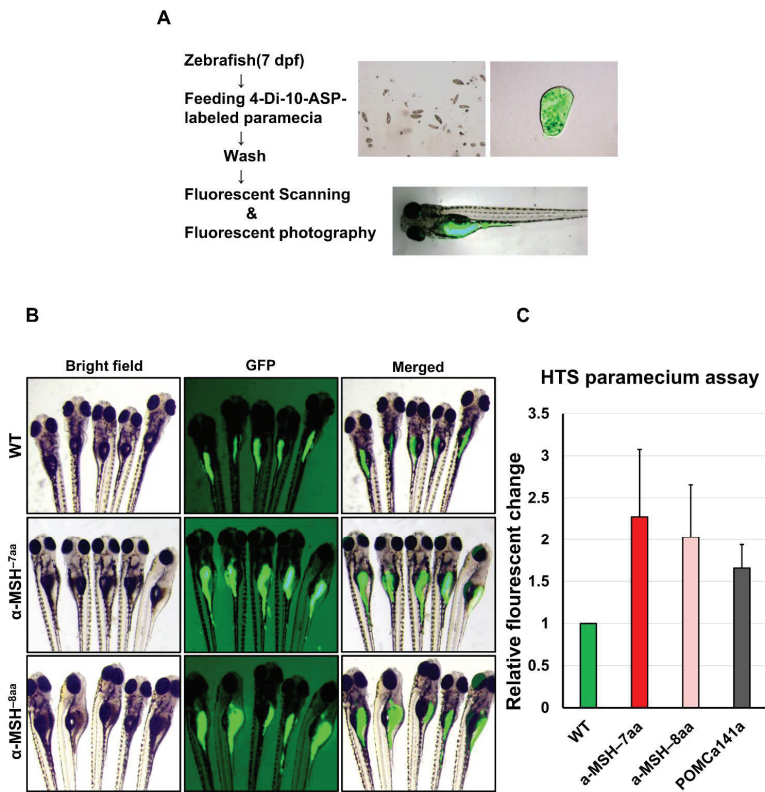 A
Zebrafish(7 dpf)
↓
Feeding 4-Di-10-ASP-
labeled paramecia
↓
Wash
↓
Fluorescent Scanning
&
Fluorescent photography
B
Bright field GFP Merged
WT
α-MSH–7aa
α-MSH–8aa
C
HTS paramecium assay
Relative flourescent change
3.5
3
2.5
2
1.5
1
0.5
0
WT
a-MSH–7aa
a-MSH–8aa
POMCa141a